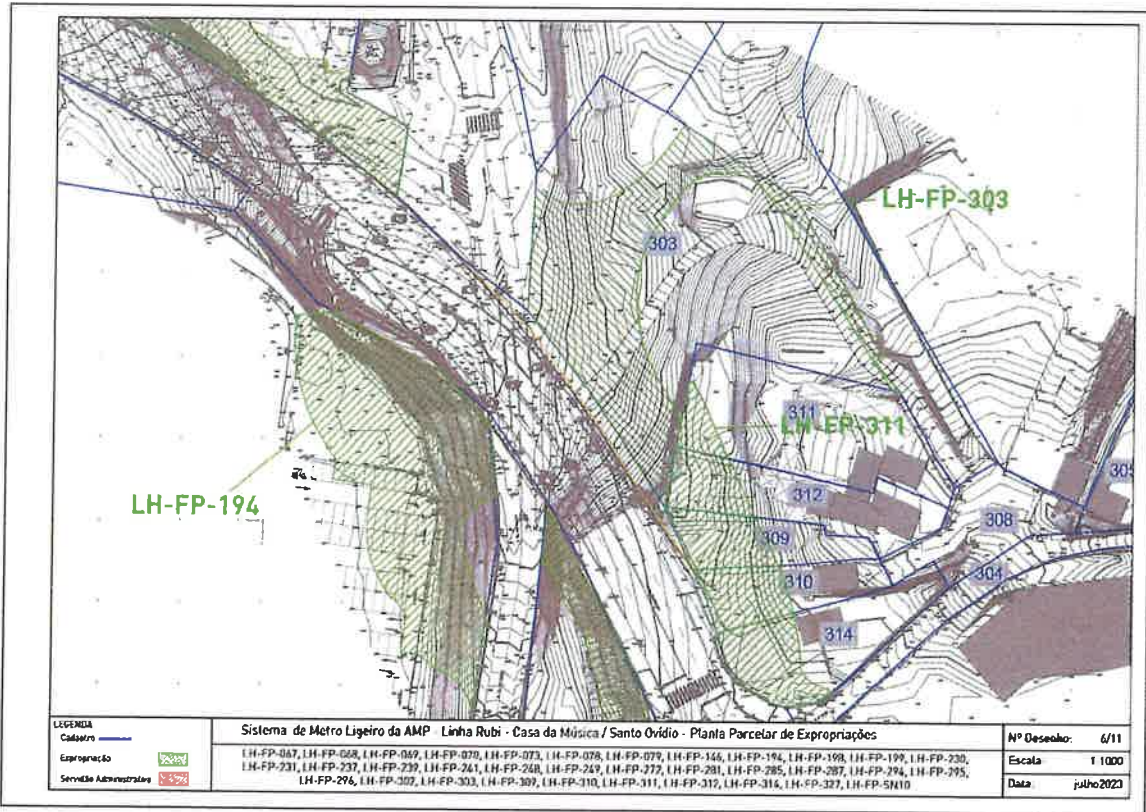 LH-FP-303
303
311
LH-FP-311
305
LH-FP-194
312
308
309
310
304
314
LEGENDA
Cadastro
Expropriação
Servidão Administrativa
Sistema de Metro Ligeiro da AMP - Linha Rubi - Casa da Música / Santo Ovídio - Planta Parcelar de Expropriações
LH-FP-067, LH-FP-068, LH-FP-069, LH-FP-070, LH-FP-073, LH-FP-078, LH-FP-079, LH-FP-146, LH-FP-194, LH-FP-198, LH-FP-199, LH-FP-230,
LH-FP-231, LH-FP-237, LH-FP-239, LH-FP-241, LH-FP-248, LH-FP-249, LH-FP-272, LH-FP-281, LH-FP-285, LH-FP-287, LH-FP-294, LH-FP-295,
LH-FP-296, LH-FP-302, LH-FP-303, LH-FP-309, LH-FP-310, LH-FP-311, LH-FP-312, LH-FP-314, LH-FP-327, LH-FP-SN10
Nº Desenho: 6/11
Escala 1 1000
Data: julho2023